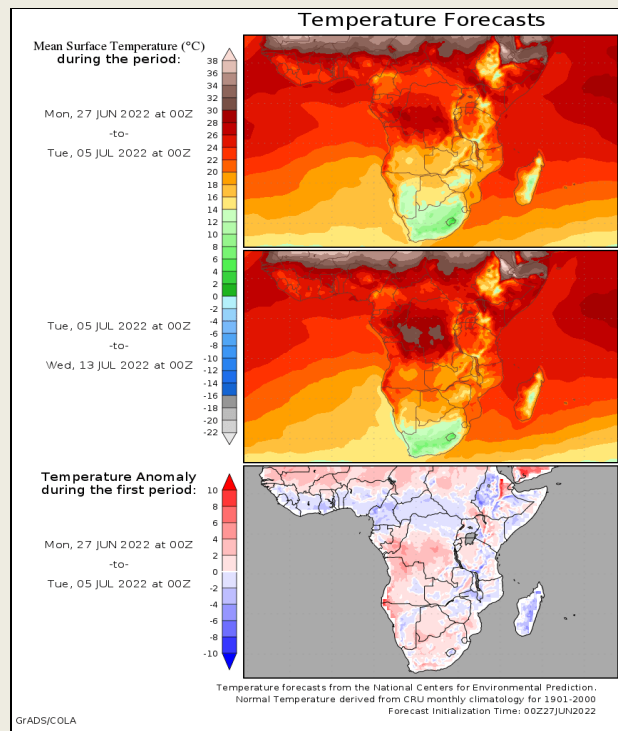 Temperature Forecasts
Mean Surface Temperature (°C)
during the period:
38
36
34
32
30
28
26
24
22
20
18
16
14
12
10
8
6
4
2
0
-2
-4
-6
-8
-10
-12
-14
-16
-18
-20
-22
Mon, 27 JUN 2022 at 00Z
-to-
Tue, 05 JUL 2022 at 00Z
Tue, 05 JUL 2022 at 00Z
-to-
Wed, 13 JUL 2022 at 00Z
Temperature Anomaly
during the first period:
10
8
6
4
2
0
-2
-4
-6
-8
-10
Mon, 27 JUN 2022 at 00Z
-to-
Tue, 05 JUL 2022 at 00Z
Temperature forecasts from the National Centers for Environmental Prediction.
Normal Temperature derived from CRU monthly climatology for 1901-2000
Forecast Initialization Time: 00Z27JUN2022
GrADS/COLA